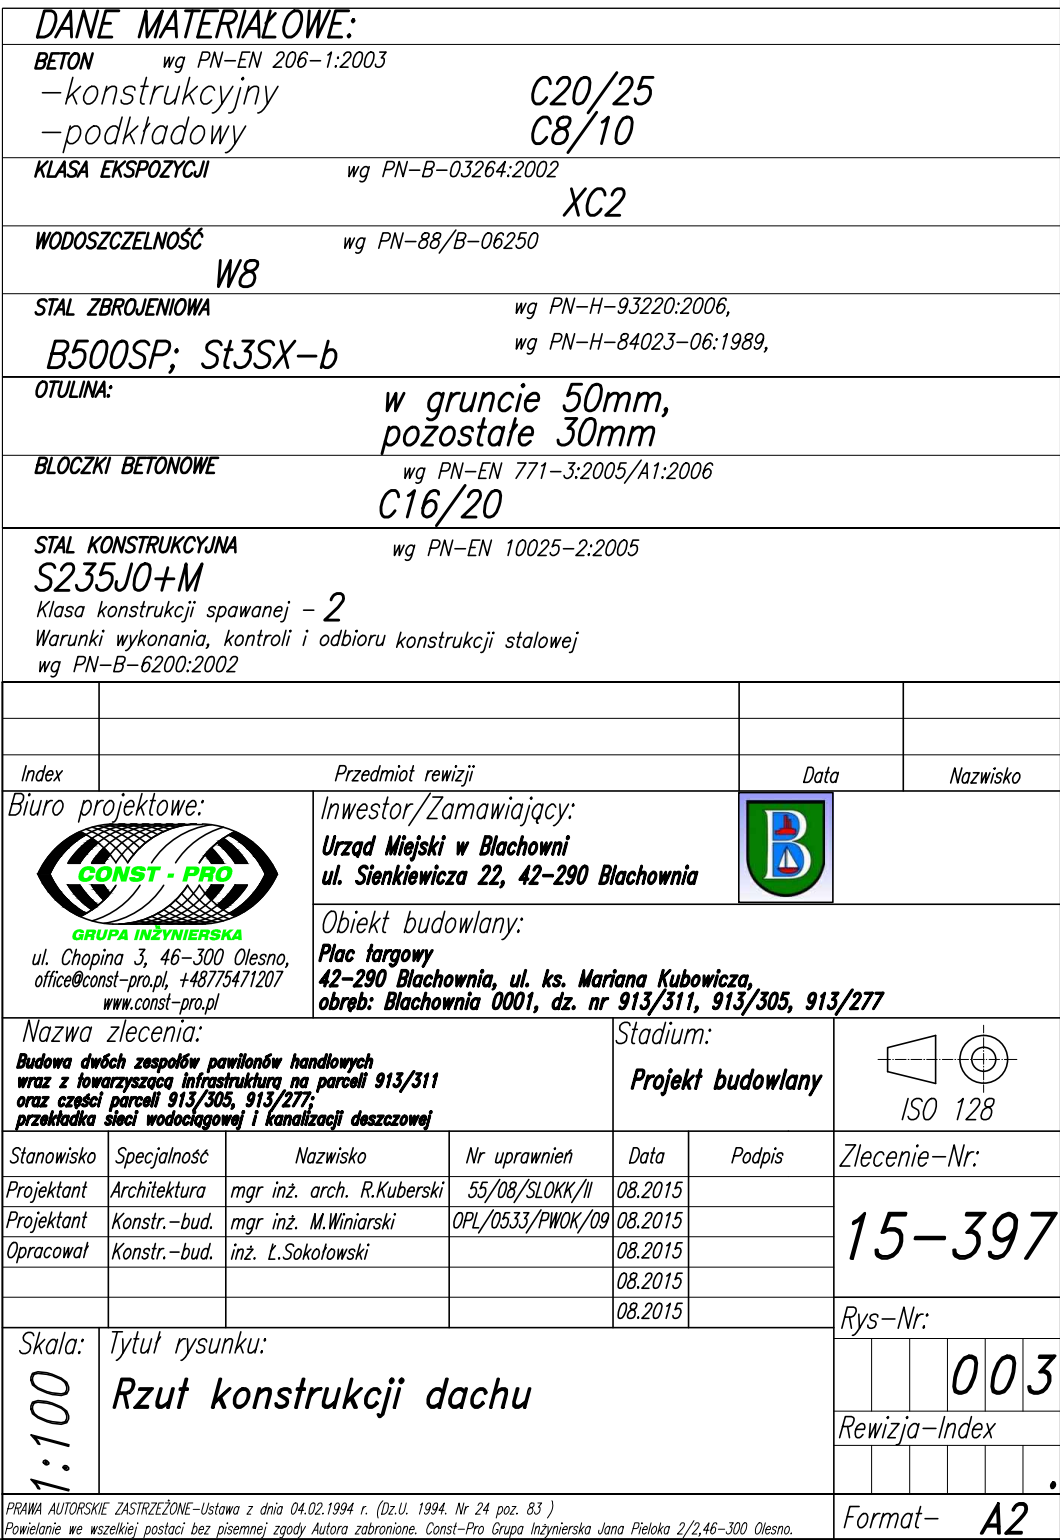 DANE MATERIAŁOWE:
BETON wg PN-EN 206-1:2003
-konstrukcyjny C20/25
-podkładowy C8/10
KLASA EKSPOZYCJI wg PN-B-03264:2002
XC2
WODOSZCZELNOŚĆ wg PN-88/B-06250
W8
STAL ZBROJENIOWA wg PN-H-93220:2006,
B500SP; St3SX-b wg PN-H-84023-06:1989,
OTULINA: w gruncie 50mm,
pozostałe 30mm
BLOCZKI BETONOWE wg PN-EN 771-3:2005/A1:2006
C16/20
STAL KONSTRUKCYJNA wg PN-EN 10025-2:2005
S235J0+M
Klasa konstrukcji spawanej - 2
Warunki wykonania, kontroli i odbioru konstrukcji stalowej
wg PN-B-6200:2002
Index Przedmiot rewizji Data Nazwisko
Biuro projektowe:
CONST - PRO
GRUPA INŻYNIERSKA
ul. Chopina 3, 46-300 Olesno,
office@const-pro.pl, +48775471207
www.const-pro.pl
Inwestor/Zamawiający:
Urząd Miejski w Blachowni
ul. Sienkiewicza 22, 42-290 Blachownia
B
Obiekt budowlany:
Plac targowy
42-290 Blachownia, ul. ks. Mariana Kubowicza,
obręb: Blachownia 0001, dz. nr 913/311, 913/305, 913/277
Nazwa zlecenia:
Budowa dwóch zespołów pawilonów handlowych
wraz z towarzyszącą infrastrukturą na parceli 913/311
oraz części parceli 913/305, 913/277;
przekładka sieci wodociągowej i kanalizacji deszczowej
Stadium:
Projekt budowlany
ISO 128
Stanowisko Specjalność Nazwisko Nr uprawnień Data Podpis
Projektant Architektura mgr inż. arch. R.Kuberski 55/08/SLOKK/II 08.2015
Projektant Konstr.-bud. mgr inż. M.Winiarski OPL/0533/PWOK/09 08.2015
Opracował Konstr.-bud. inż. Ł.Sokołowski 08.2015
08.2015
08.2015
Zlecenie-Nr:
15-397
Skala:
1:100
Tytuł rysunku:
Rzut konstrukcji dachu
Rys-Nr:
003
Rewizja-Index
.
PRAWA AUTORSKIE ZASTRZEŻONE-Ustawa z dnia 04.02.1994 r. (Dz.U. 1994. Nr 24 poz. 83 )
Powielanie we wszelkiej postaci bez pisemnej zgody Autora zabronione. Const-Pro Grupa Inżynierska Jana Pieloka 2/2,46-300 Olesno.
Format- A2